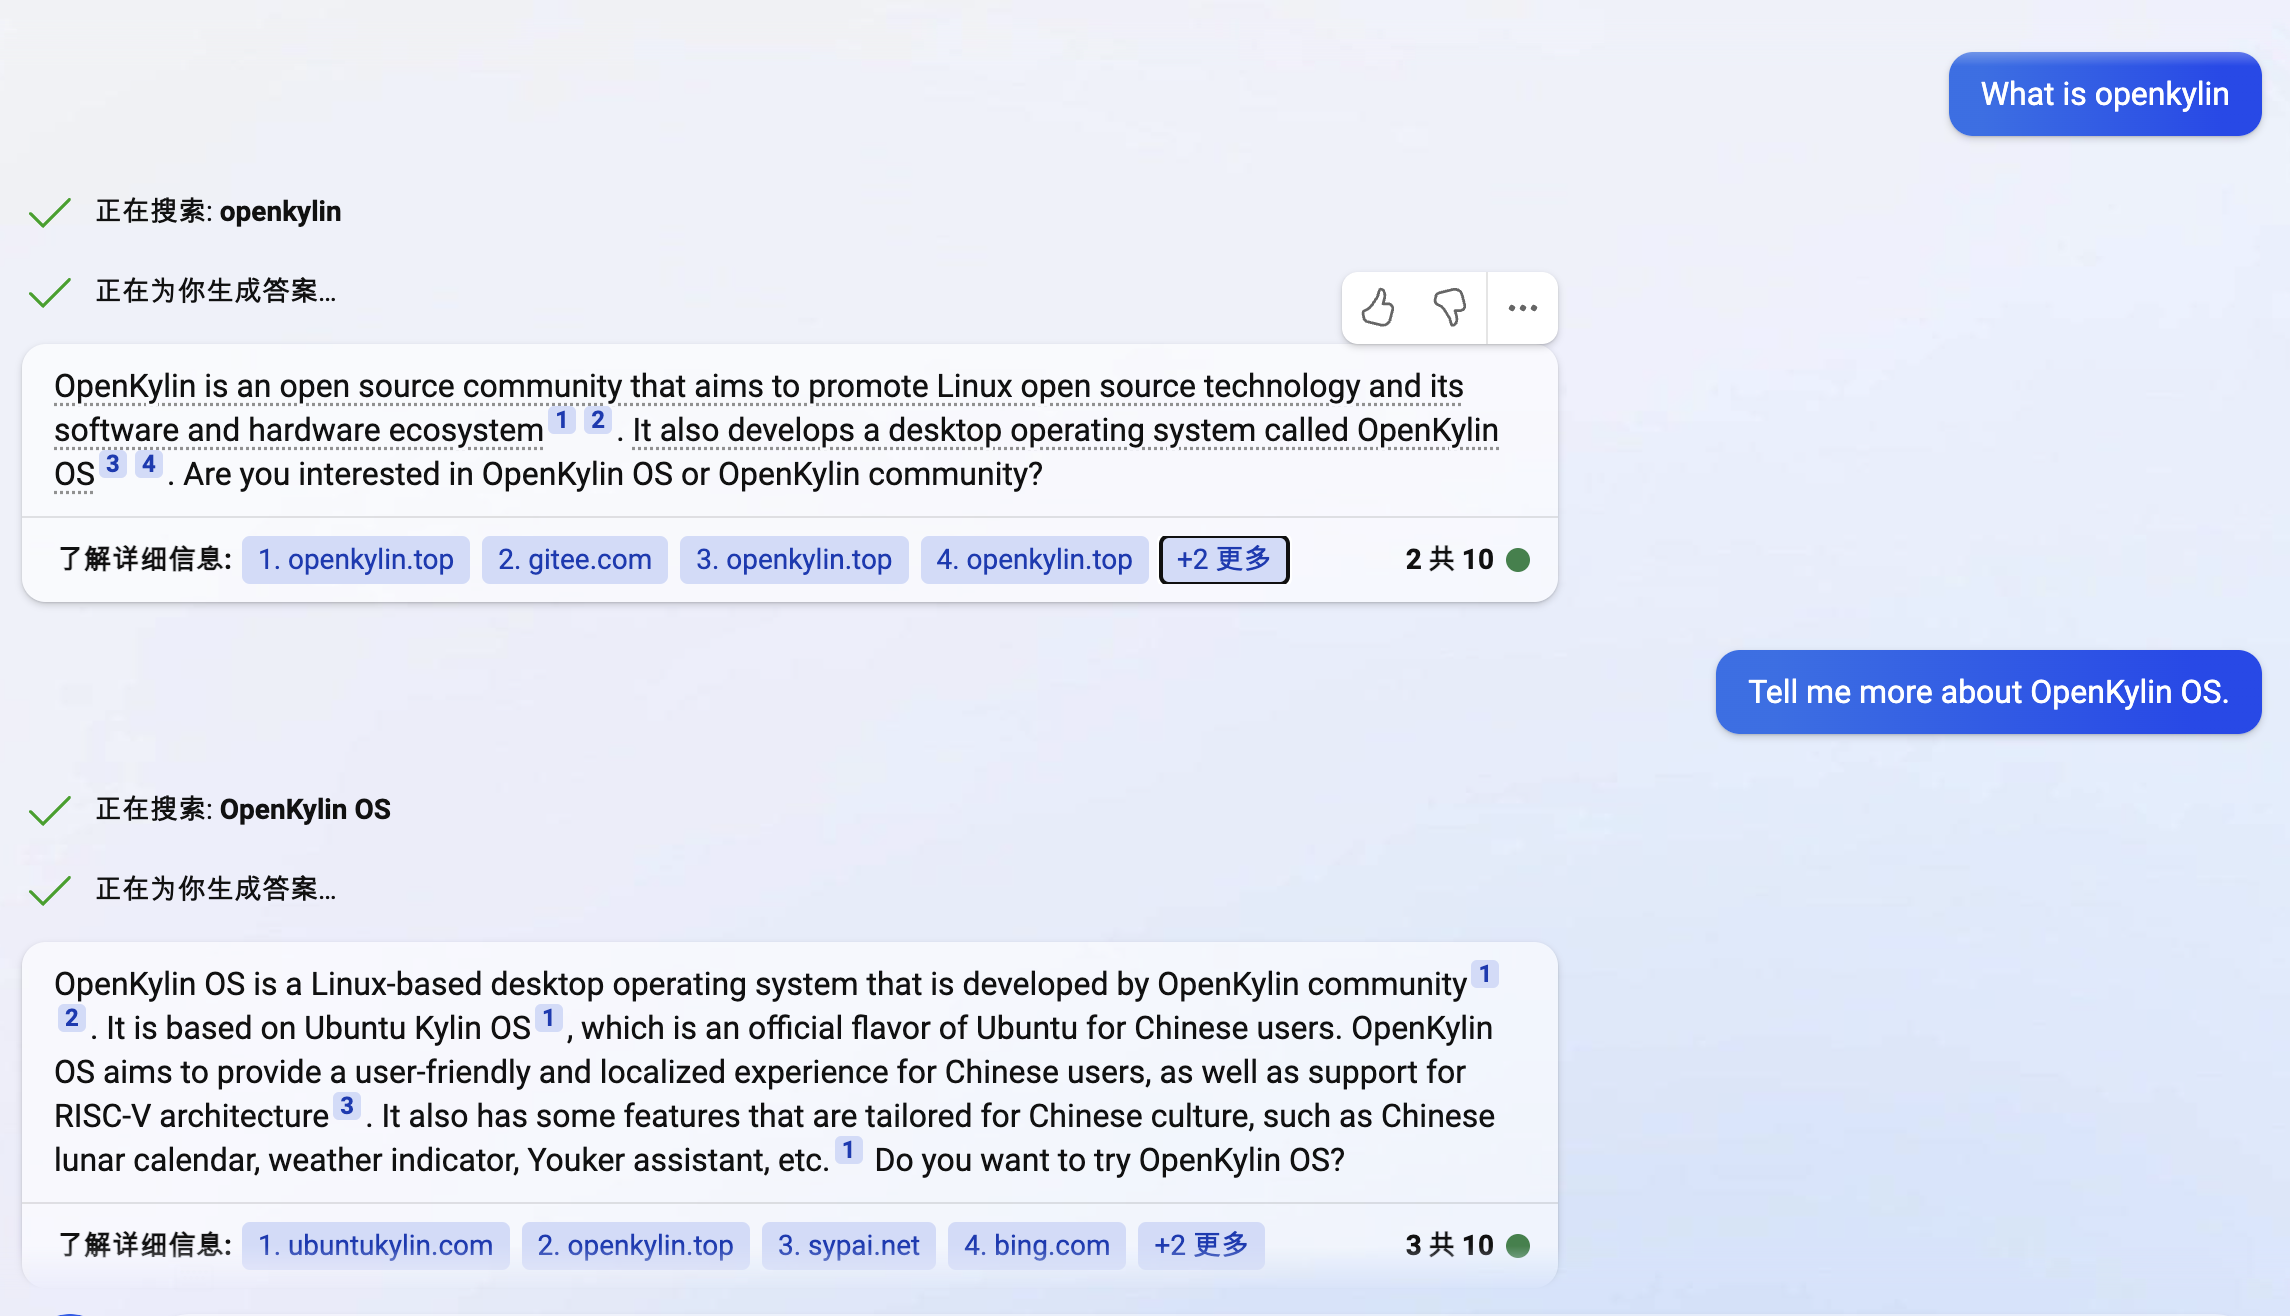 What is openkylin
正在搜索: openkylin
正在为你生成答案...
OpenKylin is an open source community that aims to promote Linux open source technology and its
software and hardware ecosystem 1 2 . It also develops a desktop operating system called OpenKylin
OS 3 4 . Are you interested in OpenKylin OS or OpenKylin community?
了解详细信息: 1. openkylin.top 2. gitee.com 3. openkylin.top 4. openkylin.top +2 更多 2 共 10
Tell me more about OpenKylin OS.
正在搜索: OpenKylin OS
正在为你生成答案...
OpenKylin OS is a Linux-based desktop operating system that is developed by OpenKylin community 1
2 . It is based on Ubuntu Kylin OS 1 , which is an official flavor of Ubuntu for Chinese users. OpenKylin
OS aims to provide a user-friendly and localized experience for Chinese users, as well as support for
RISC-V architecture 3 . It also has some features that are tailored for Chinese culture, such as Chinese
lunar calendar, weather indicator, Youker assistant, etc. 1 Do you want to try OpenKylin OS?
了解详细信息: 1. ubuntukylin.com 2. openkylin.top 3. sypai.net 4. bing.com +2 更多 3 共 10